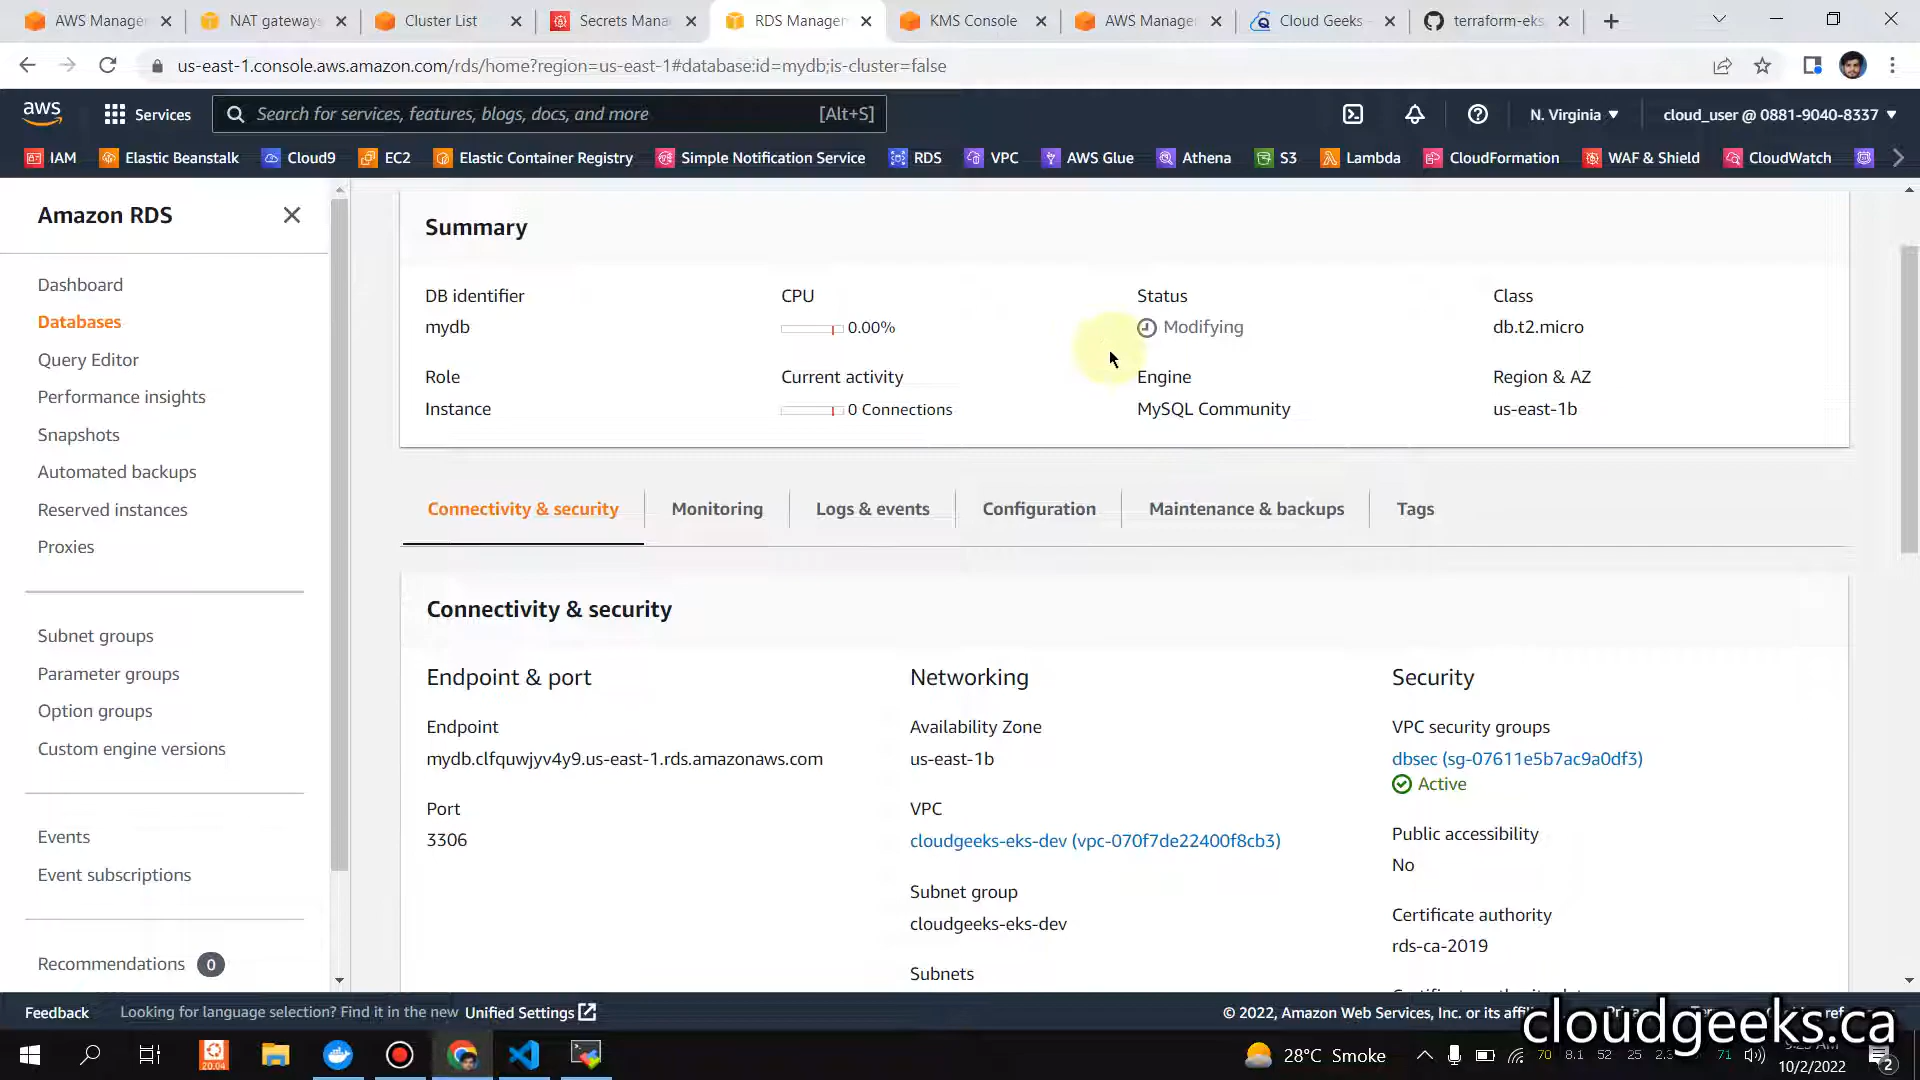 AWS Manage
NAT gateways
Cluster List
Secrets Mana
RDS Managem
KMS Console
AWS Manage
Cloud Geeks
terraform-eks
us-east-1.console.aws.amazon.com/rds/home?region=us-east-1#database:id=mydb;is-cluster=false
aws
Services
Search for services, features, blogs, docs, and more
[Alt+S]
N. Virginia
cloud_user @ 0881-9040-8337
IAM
Elastic Beanstalk
Cloud9
EC2
Elastic Container Registry
Simple Notification Service
RDS
VPC
AWS Glue
Athena
S3
Lambda
CloudFormation
WAF & Shield
CloudWatch
Amazon RDS
Dashboard
Databases
Query Editor
Performance insights
Snapshots
Automated backups
Reserved instances
Proxies
Subnet groups
Parameter groups
Option groups
Custom engine versions
Events
Event subscriptions
Recommendations 0
Summary
DB identifier
mydb
CPU
0.00%
Status
Modifying
Class
db.t2.micro
Role
Instance
Current activity
0 Connections
Engine
MySQL Community
Region & AZ
us-east-1b
Connectivity & security
Monitoring
Logs & events
Configuration
Maintenance & backups
Tags
Connectivity & security
Endpoint & port
Endpoint
mydb.clfquwjyv4y9.us-east-1.rds.amazonaws.com
Port
3306
Networking
Availability Zone
us-east-1b
VPC
cloudgeeks-eks-dev (vpc-070f7de22400f8cb3)
Subnet group
cloudgeeks-eks-dev
Subnets
Security
VPC security groups
dbsec (sg-07611e5b7ac9a0df3)
Active
Public accessibility
No
Certificate authority
rds-ca-2019
Feedback
Looking for language selection? Find it in the new Unified Settings
© 2022, Amazon Web Services, Inc. or its
cloudgeeks.ca
20.04
28°C Smoke
70
8.1
52
25
71
10/2/2022
2